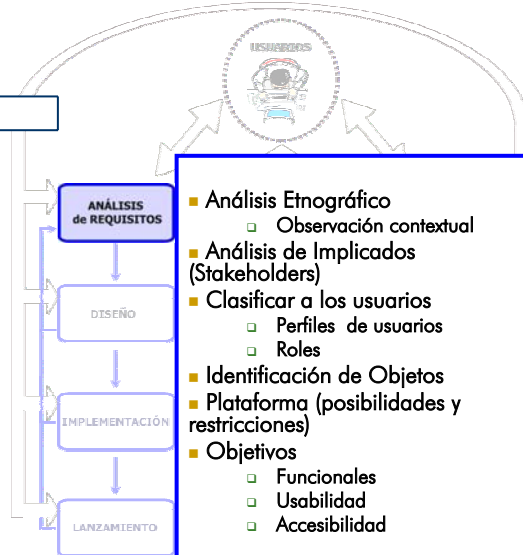 USUARIOS
ANÁLISIS
de REQUISITOS
DISEÑO
IMPLEMENTACIÓN
LANZAMIENTO
Análisis Etnográfico
Observación contextual
Análisis de Implicados
(Stakeholders)
Clasificar a los usuarios
Perfiles de usuarios
Roles
Identificación de Objetos
Plataforma (posibilidades y
restricciones)
Objetivos
Funcionales
Usabilidad
Accesibilidad